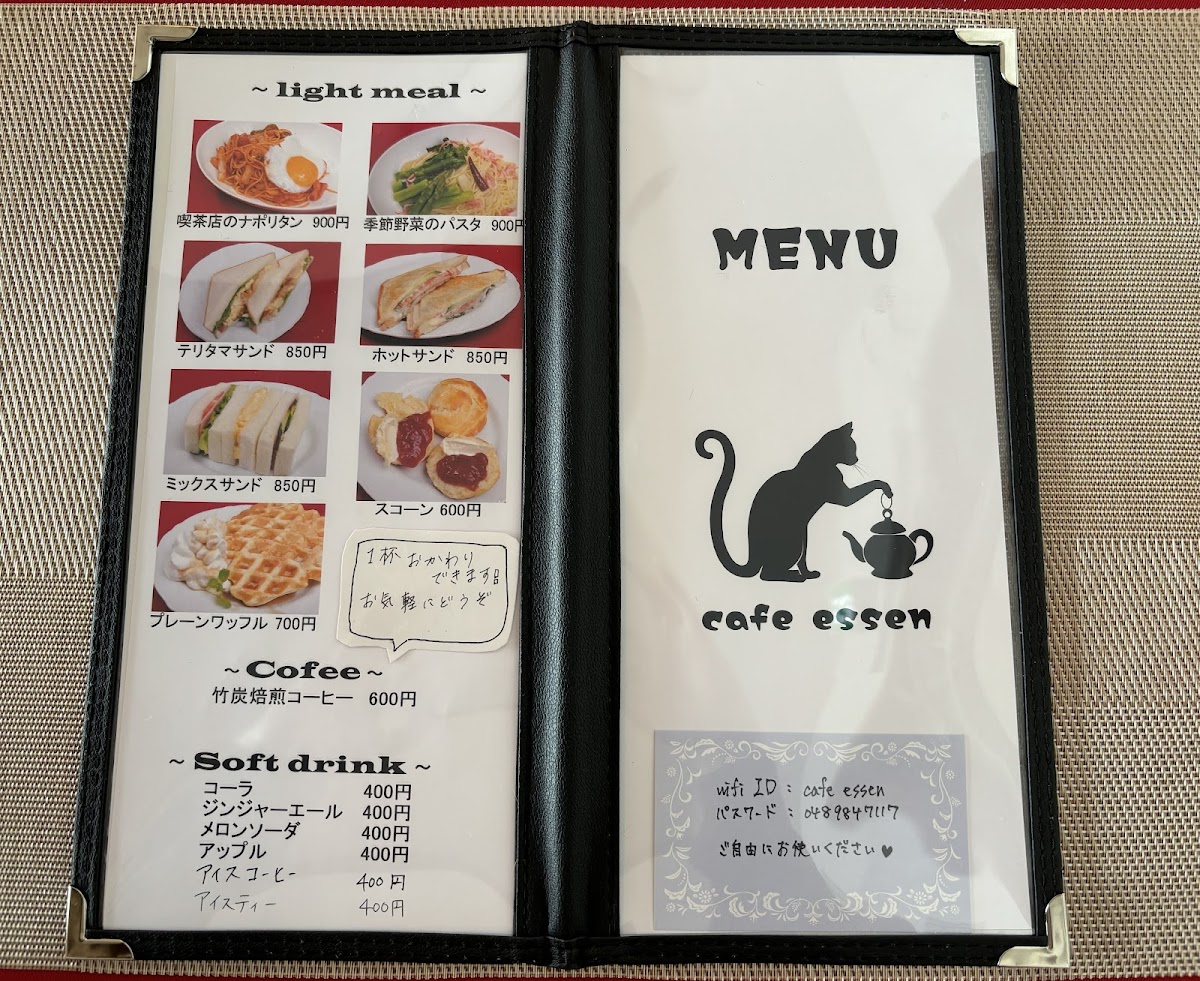 ~ light meal ~
喫茶店のナポリタン 900円
季節野菜のパスタ 900円
テリタマサンド 850円
ホットサンド 850円
ミックスサンド 850円
スコーン 600円
プレーンワッフル 700円
1杯おかわり
できます
お気軽にどうぞ
~ Cofee ~
竹炭焙煎コーヒー 600円
~ Soft drink ~
コーラ 400円
ジンジャーエール 400円
メロンソーダ 400円
アップル 400円
アイスコーヒー 400円
アイスティー 400円
MENU
cafe essen
wifi ID : cafe essen
パスワード : 0489847117
ご自由にお使いください♥